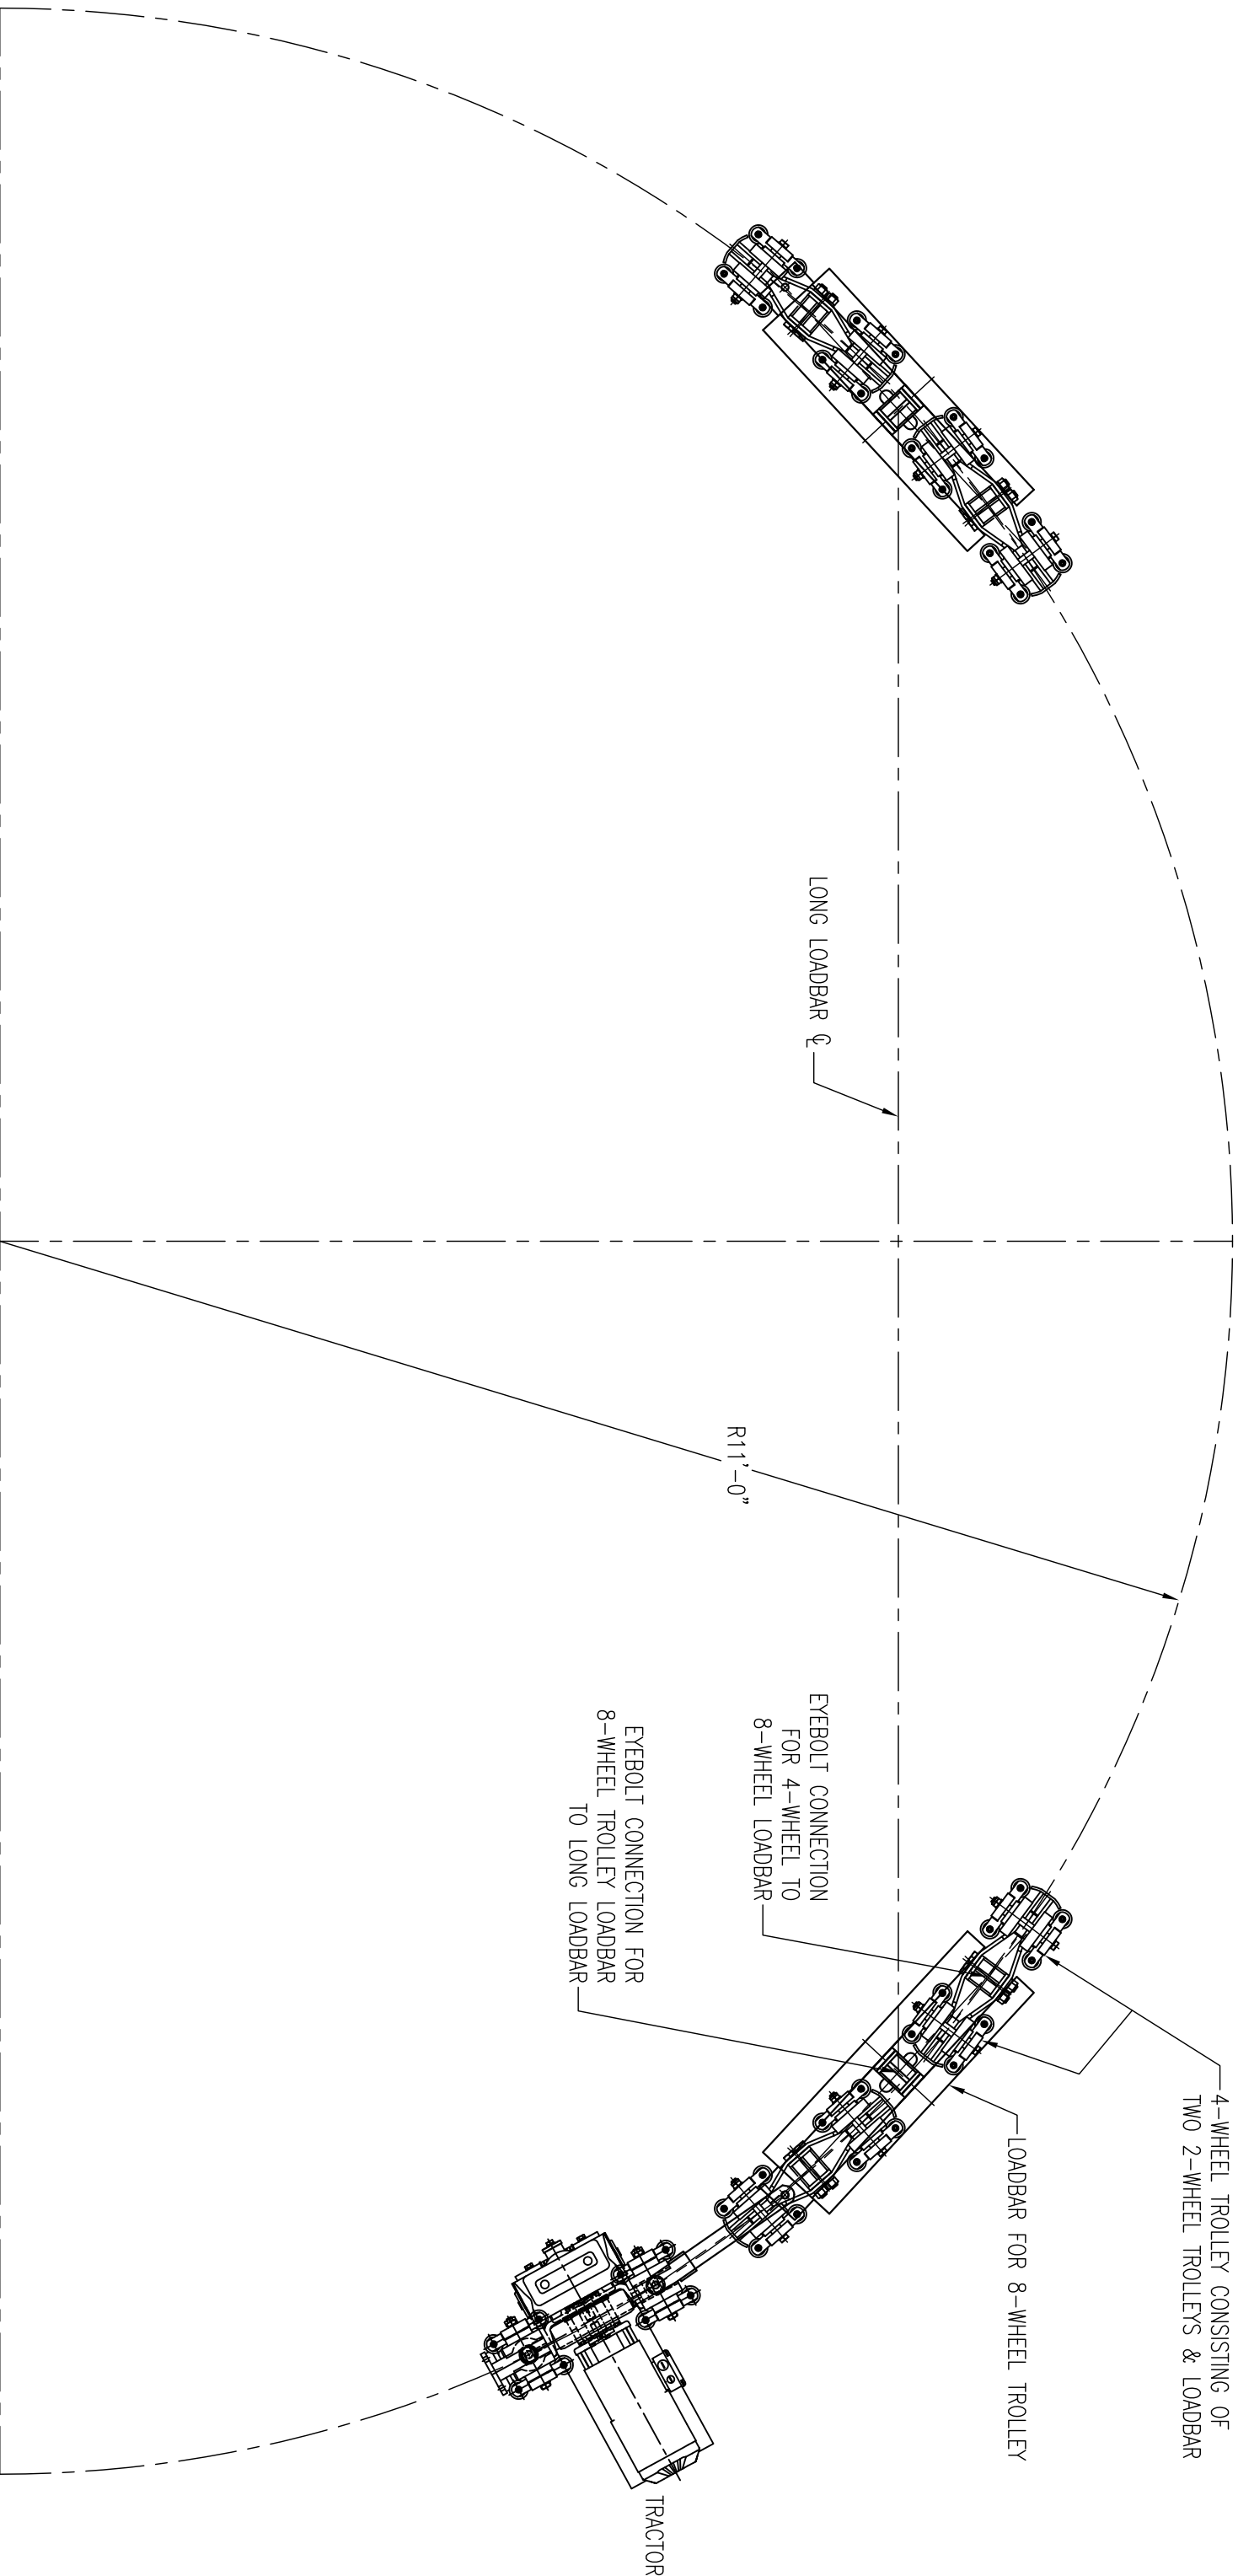 4-WHEEL TROLLEY CONSISTING OF
TWO 2-WHEEL TROLLEYS & LOADBAR
LOADBAR FOR 8-WHEEL TROLLEY
LONG LOADBAR ℄
EYEBOLT CONNECTION
FOR 4-WHEEL TO
8-WHEEL LOADBAR
R11'-0"
EYEBOLT CONNECTION FOR
8-WHEEL TROLLEY LOADBAR
TO LONG LOADBAR
TRACTOR